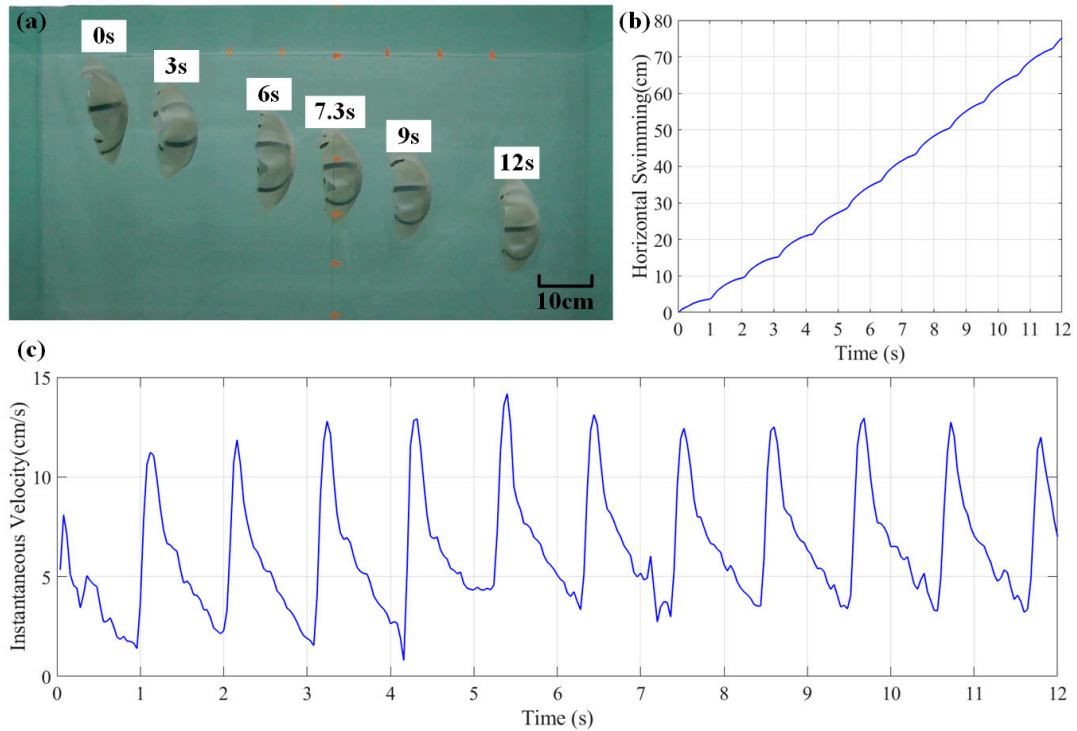 (a)
0s
3s
6s
7.3s
9s
12s
10cm
(b)
80
70
60
50
40
30
20
10
0
Horizontal Swimming(cm)
0 1 2 3 4 5 6 7 8 9 10 11 12
Time (s)
(c)
15
10
5
0
Instantaneous Velocity(cm/s)
0 1 2 3 4 5 6 7 8 9 10 11 12
Time (s)